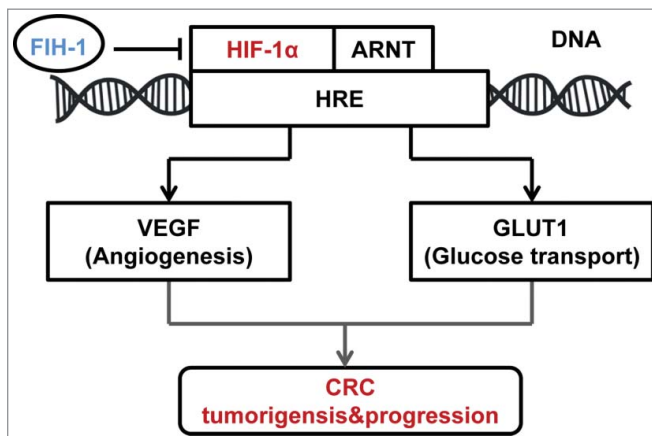 FIH-1
HIF-1α
ARNT
DNA
HRE
VEGF
(Angiogenesis)
GLUT1
(Glucose transport)
CRC
tumorigensis&progression